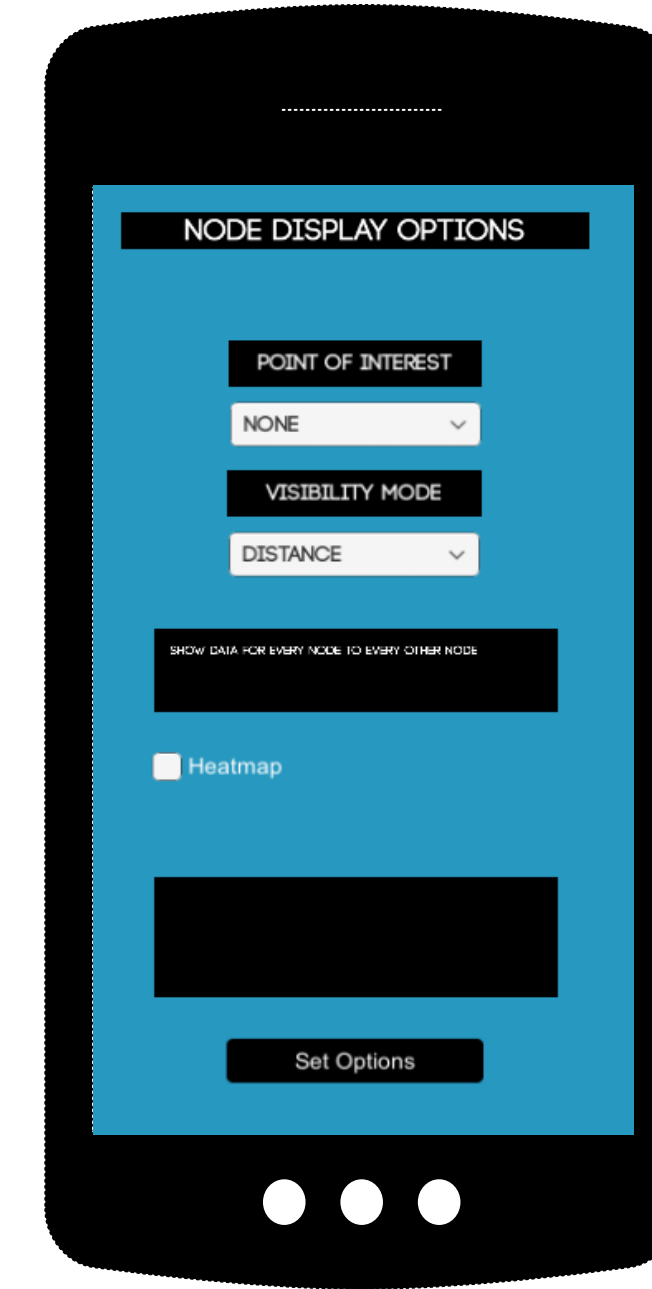 NODE DISPLAY OPTIONS
POINT OF INTEREST
NONE
VISIBILITY MODE
DISTANCE
SHOW DATA FOR EVERY NODE TO EVERY OTHER NODE
Heatmap
Set Options